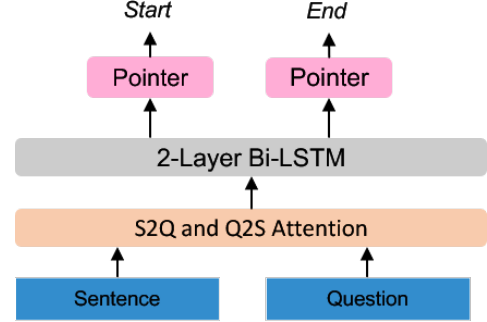 Start End
Pointer Pointer
2-Layer Bi-LSTM
S2Q and Q2S Attention
Sentence Question